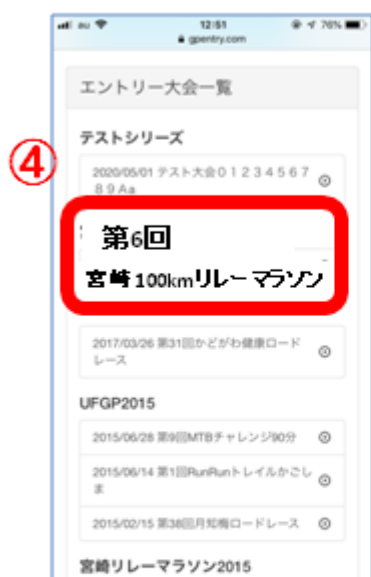 au 12:51 76%
gpentry.com
エントリー大会一覧
テストシリーズ
④
2020/05/01 テスト大会０１２３４５６７
８９Aa
第6回
宮崎100kmリレーマラソン
2017/03/26 第31回かどがわ健康ロード
レース
UFGP2015
2015/06/28 第9回MTBチャレンジ90分
2015/06/14 第1回RunRunトレイルかごし
ま
2015/02/15 第38回月知梅ロードレース
宮崎リレーマラソン2015